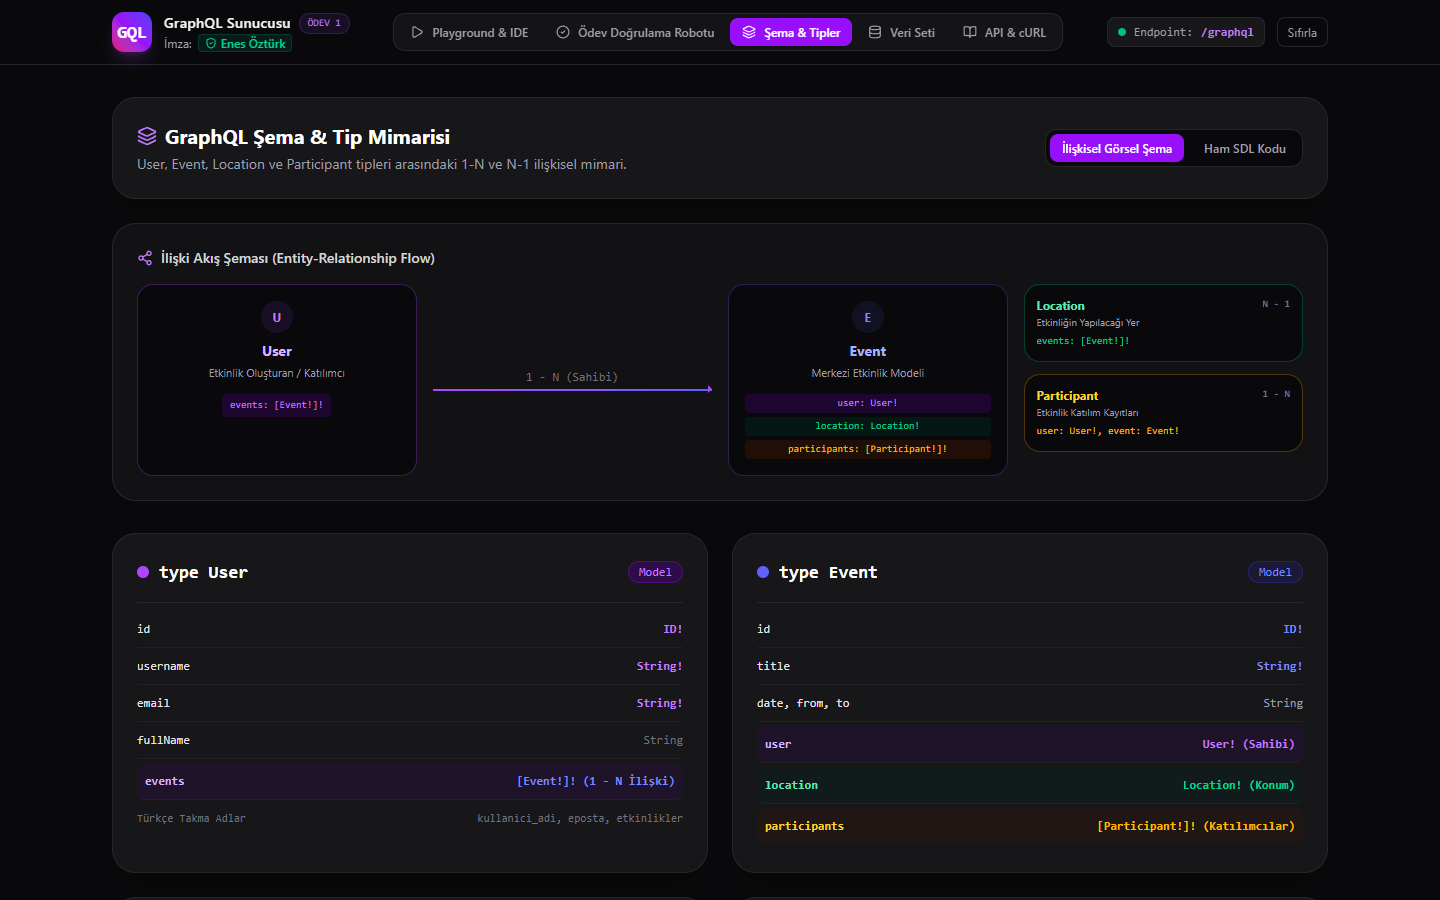 GQL
GraphQL Sunucusu
ÖDEV 1
İmza: Enes Öztürk
Playground & IDE
Ödev Doğrulama Robotu
Şema & Tipler
Veri Seti
API & cURL
Endpoint: /graphql
Sıfırla
GraphQL Şema & Tip Mimarisi
User, Event, Location ve Participant tipleri arasındaki 1-N ve N-1 ilişkisel mimari.
İlişkisel Görsel Şema
Ham SDL Kodu
İlişki Akış Şeması (Entity-Relationship Flow)
U
User
Etkinlik Oluşturan / Katılımcı
events: [Event!]!
1 - N (Sahibi)
E
Event
Merkezi Etkinlik Modeli
user: User!
location: Location!
participants: [Participant!]!
Location
N - 1
Etkinliğin Yapılacağı Yer
events: [Event!]!
Participant
1 - N
Etkinlik Katılım Kayıtları
user: User!, event: Event!
type User
Model
id ID!
username String!
email String!
fullName String
events [Event!]! (1 - N İlişki)
Türkçe Takma Adlar kullanici_adi, eposta, etkinlikler
type Event
Model
id ID!
title String!
date, from, to String
user User! (Sahibi)
location Location! (Konum)
participants [Participant!]! (Katılımcılar)